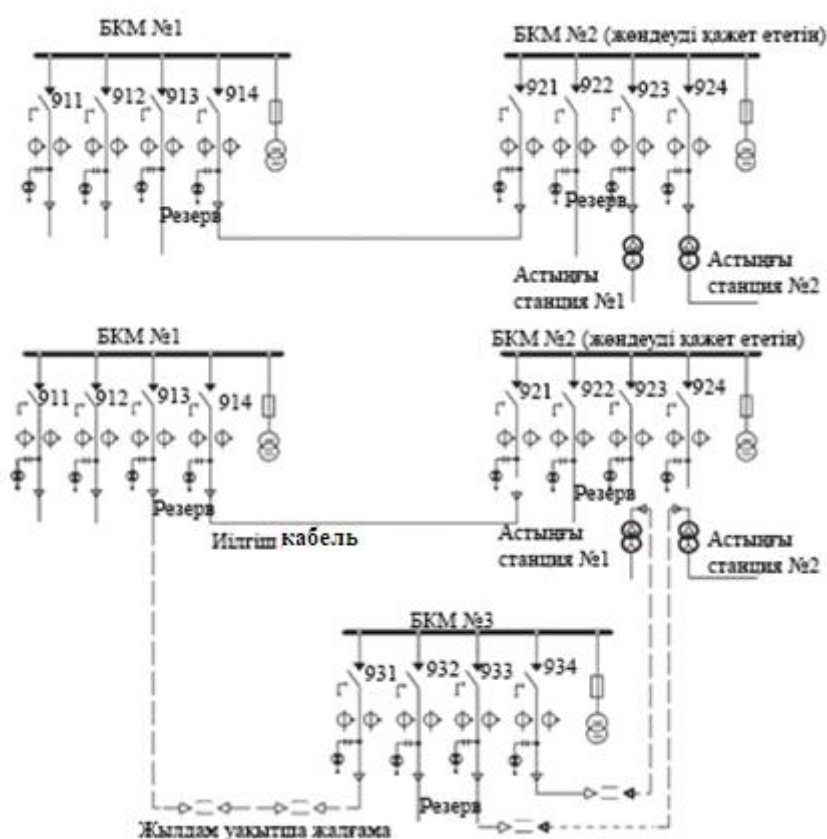 БКМ №1
БКМ №2 (жөндеуді қажет ететін)
911
912
913
914
921
922
923
924
Резерв
Резерв
Астыңғы
станция №1
Астыңғы
станция №2
БКМ №1
БКМ №2 (жөндеуді қажет ететін)
911
912
913
914
921
922
923
924
Резерв
Резерв
Иілгіш кабель
Астыңғы
станция №1
Астыңғы
станция №2
БКМ №3
931
932
933
934
Резерв
Жылдам уақытша жалғама